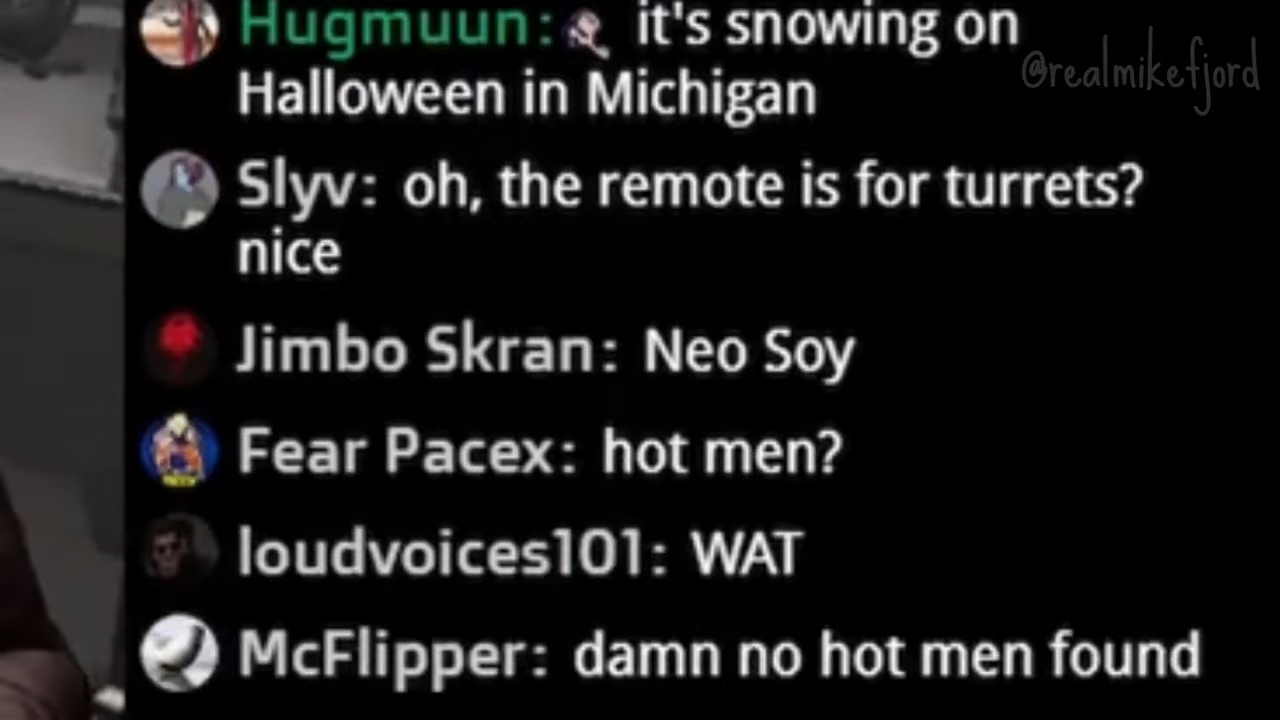 Hugmuun: it's snowing on
@realmikefjord
Halloween in Michigan
Slyv: oh, the remote is for turrets?
nice
Jimbo Skran: Neo Soy
Fear Pacex: hot men?
loudvoices101: WAT
McFlipper: damn no hot men found